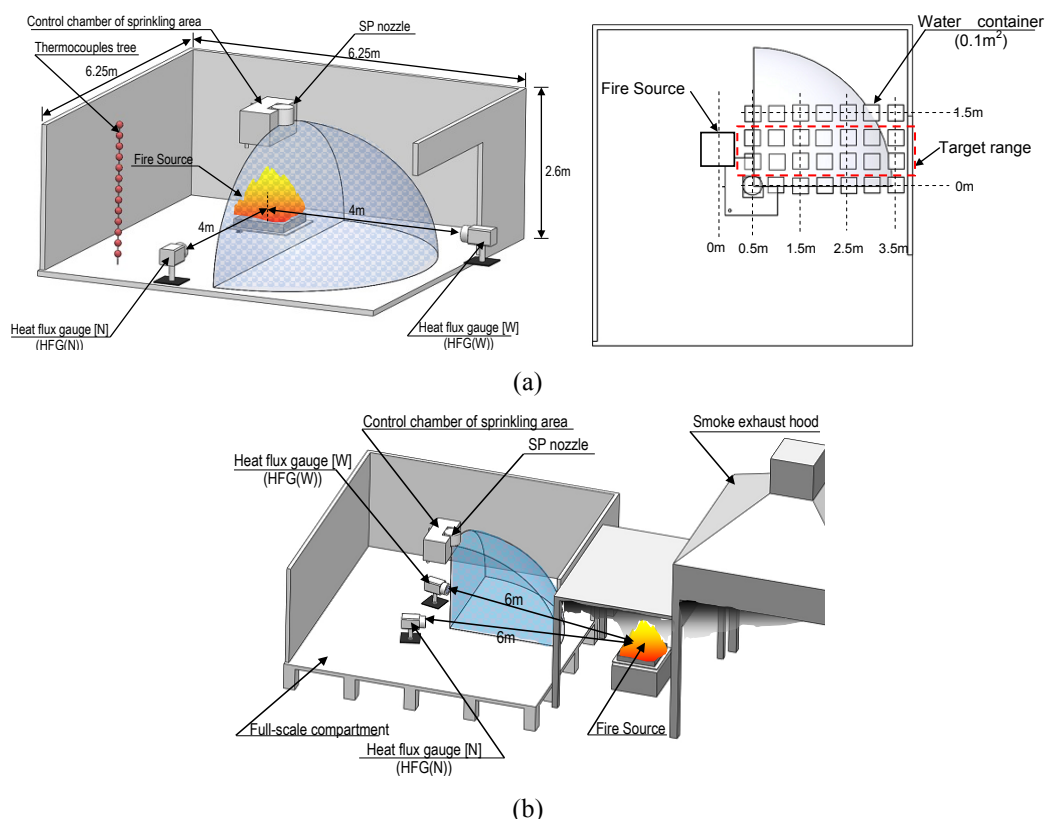 Control chamber of sprinkling area
SP nozzle
Thermocouples tree
6.25m
6.25m
Fire Source
2.6m
4m
4m
Heat flux gauge [N]
(HFG(N))
Heat flux gauge [W]
(HFG(W))
Water container
(0.1m²)
Fire Source
1.5m
Target range
0m
0m
0.5m
1.5m
2.5m
3.5m
(a)
Control chamber of sprinkling area
SP nozzle
Smoke exhaust hood
Heat flux gauge [W]
(HFG(W))
6m
6m
Full-scale compartment
Fire Source
Heat flux gauge [N]
(HFG(N))
(b)